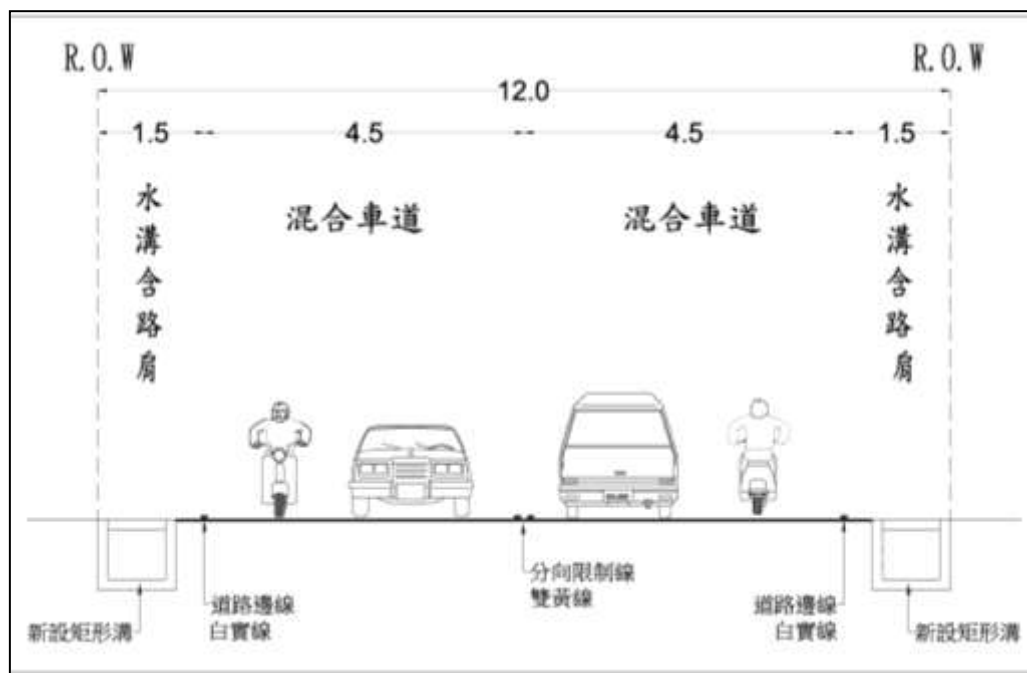 R.O.W
R.O.W
12.0
1.5
4.5
4.5
1.5
水溝含路肩
混合車道
混合車道
水溝含路肩
分向限制線
雙黃線
道路邊線
白實線
道路邊線
白實線
新設矩形溝
新設矩形溝